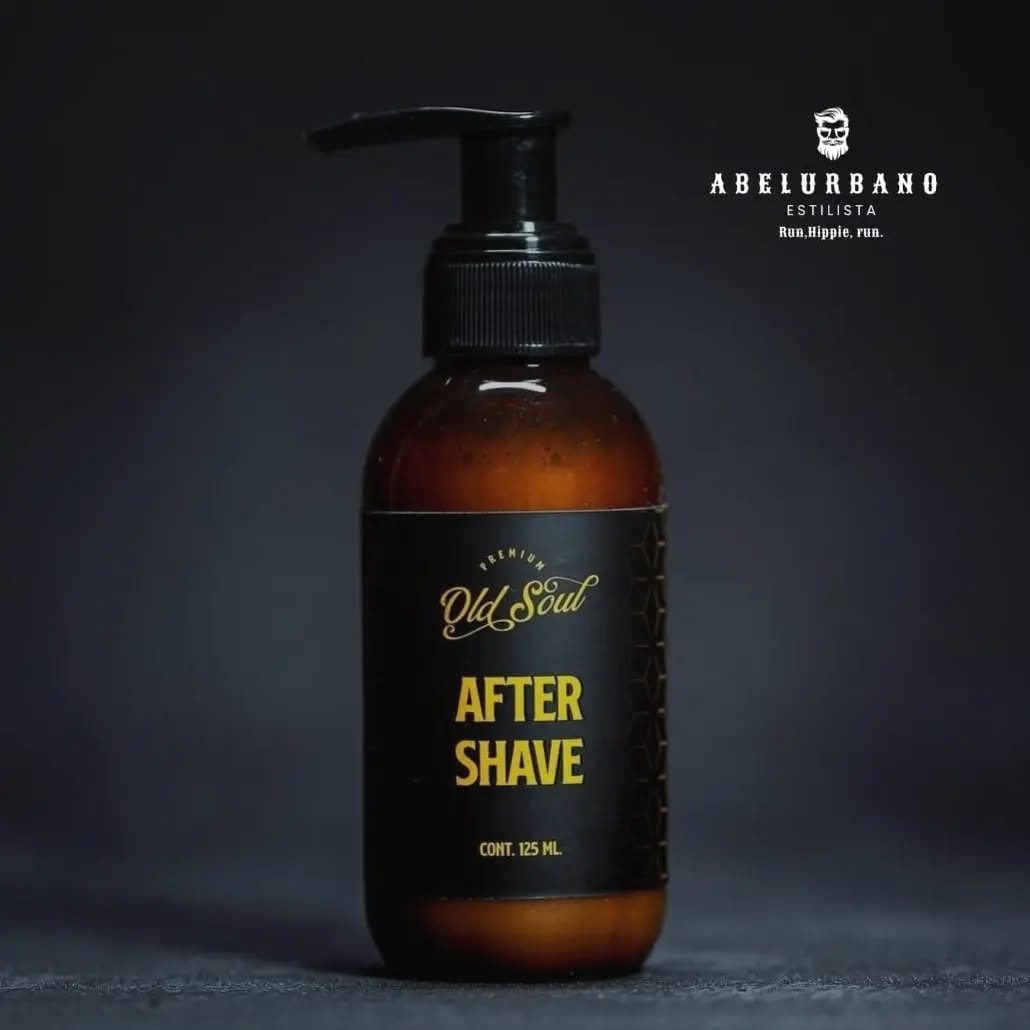 ABELURBANO
ESTILISTA
Run,Hippie, run.
PREMIUM
Old Soul
AFTER
SHAVE
CONT. 125 ML.